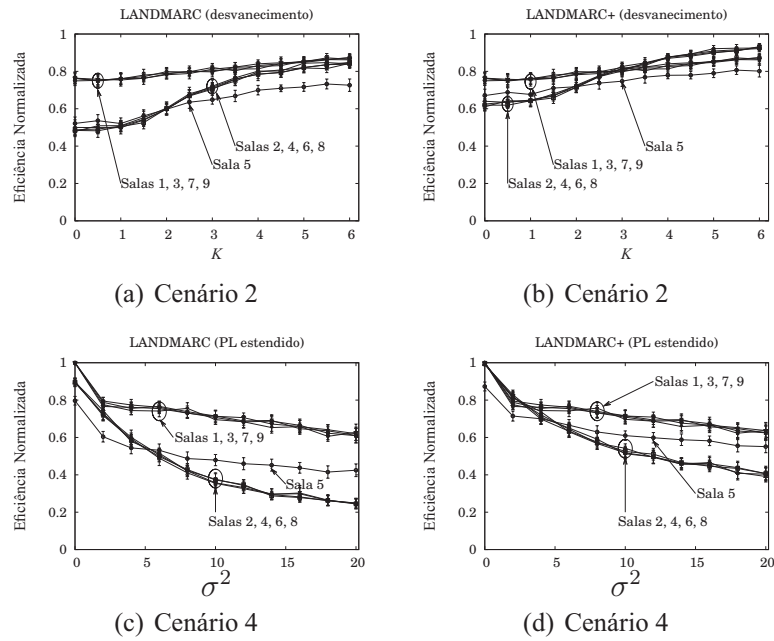 LANDMARC (desvanecimento)
Eficiência Normalizada
1
0.8
0.6
0.4
0.2
0
Sala 5
Salas 2, 4, 6, 8
Salas 1, 3, 7, 9
0 1 2 3 4 5 6
K
(a) Cenário 2
LANDMARC+ (desvanecimento)
Eficiência Normalizada
1
0.8
0.6
0.4
0.2
0
Sala 5
Salas 1, 3, 7, 9
Salas 2, 4, 6, 8
0 1 2 3 4 5 6
K
(b) Cenário 2
LANDMARC (PL estendido)
Eficiência Normalizada
1
0.8
0.6
0.4
0.2
0
Salas 1, 3, 7, 9
Sala 5
Salas 2, 4, 6, 8
0 5 10 15 20
σ²
(c) Cenário 4
LANDMARC+ (PL estendido)
Eficiência Normalizada
1
0.8
0.6
0.4
0.2
0
Salas 1, 3, 7, 9
Sala 5
Salas 2, 4, 6, 8
0 5 10 15 20
σ²
(d) Cenário 4